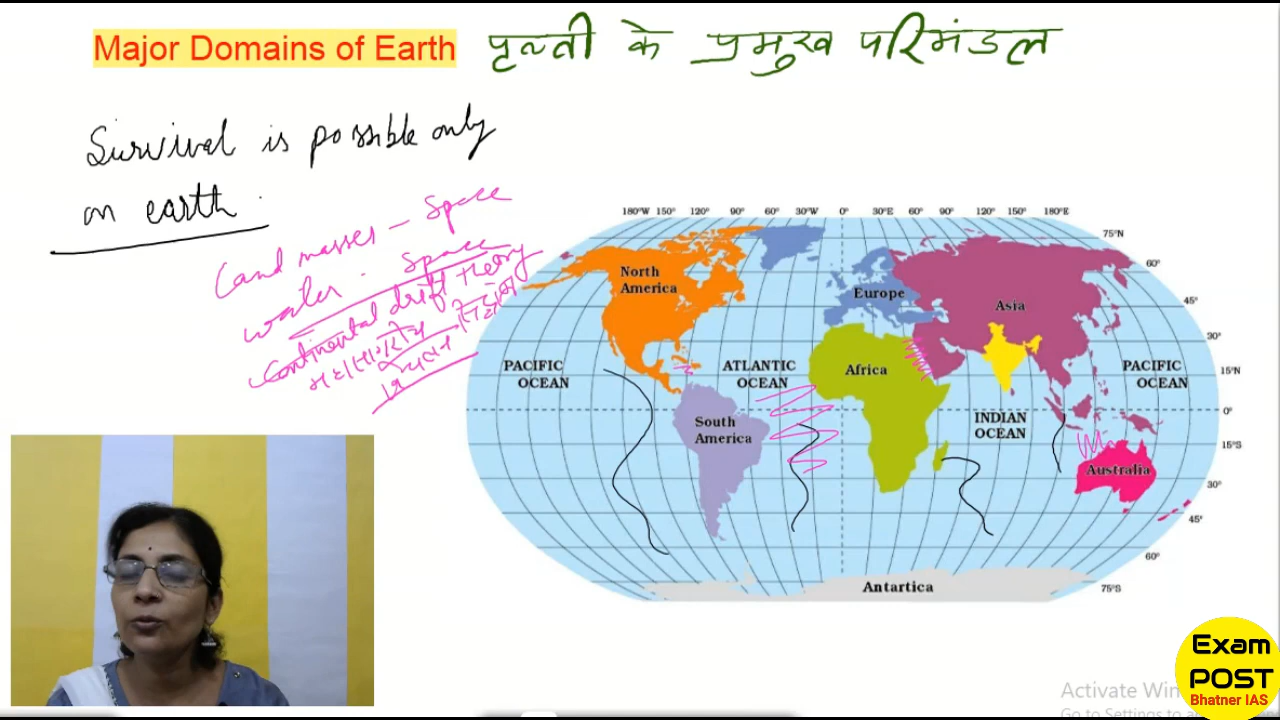 Major Domains of Earth पृथ्वी के प्रमुख परिमंडल
Survival is possible only
on earth
Land masses - Space
water. Space
Continental drift theory
180°W 150° 120° 90° 60° 30°W 0° 30°E 60° 90° 120° 150° 180°E
75°N
60°
45°
30°
15°N
0°
15°S
30°
45°
60°
75°S
North
America
Europe
Asia
PACIFIC
OCEAN
ATLANTIC
OCEAN
Africa
PACIFIC
OCEAN
South
America
INDIAN
OCEAN
Australia
Antartica
Exam
POST
Bhatner IAS
Activate Win